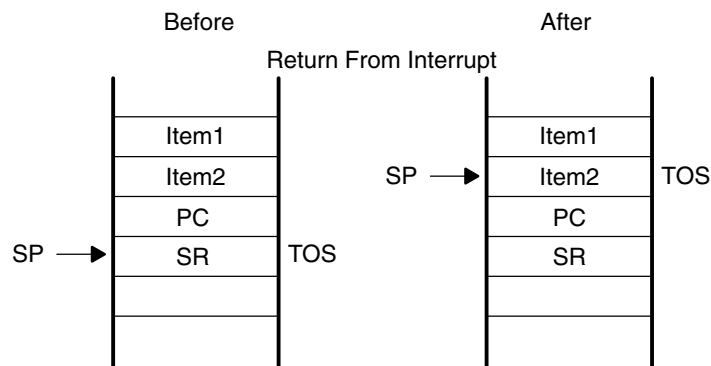 Before
After
Return From Interrupt
Item1
Item1
Item2
SP
Item2
TOS
PC
PC
SP
SR
TOS
SR